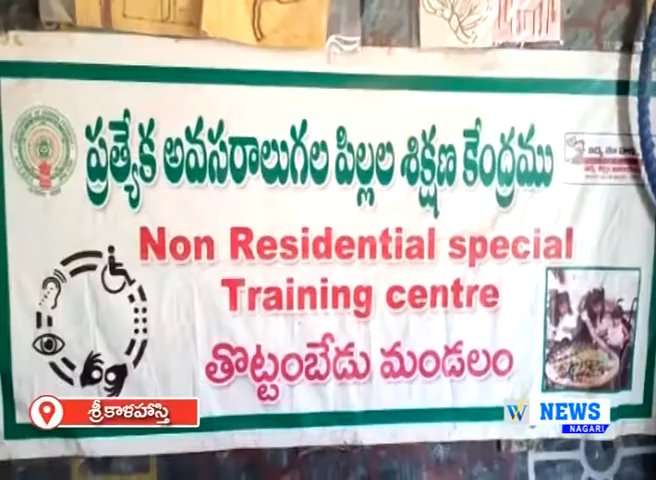 ప్రత్యేక అవసరాలుగల పిల్లల శిక్షణ కేంద్రము
Non Residential special
Training centre
తొట్టంబేడు మండలం
శ్రీకాళహస్తి
W NEWS
NAGARI